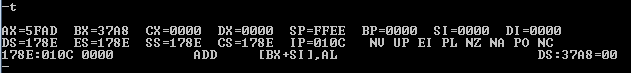 -t
AX=5FAD BX=37A8 CX=0000 DX=0000 SP=FFEE BP=0000 SI=0000 DI=0000
DS=178E ES=178E SS=178E CS=178E IP=010C NV UP EI PL NZ NA PO NC
178E:010C 0000 ADD [BX+SI],AL DS:37A8=00
-